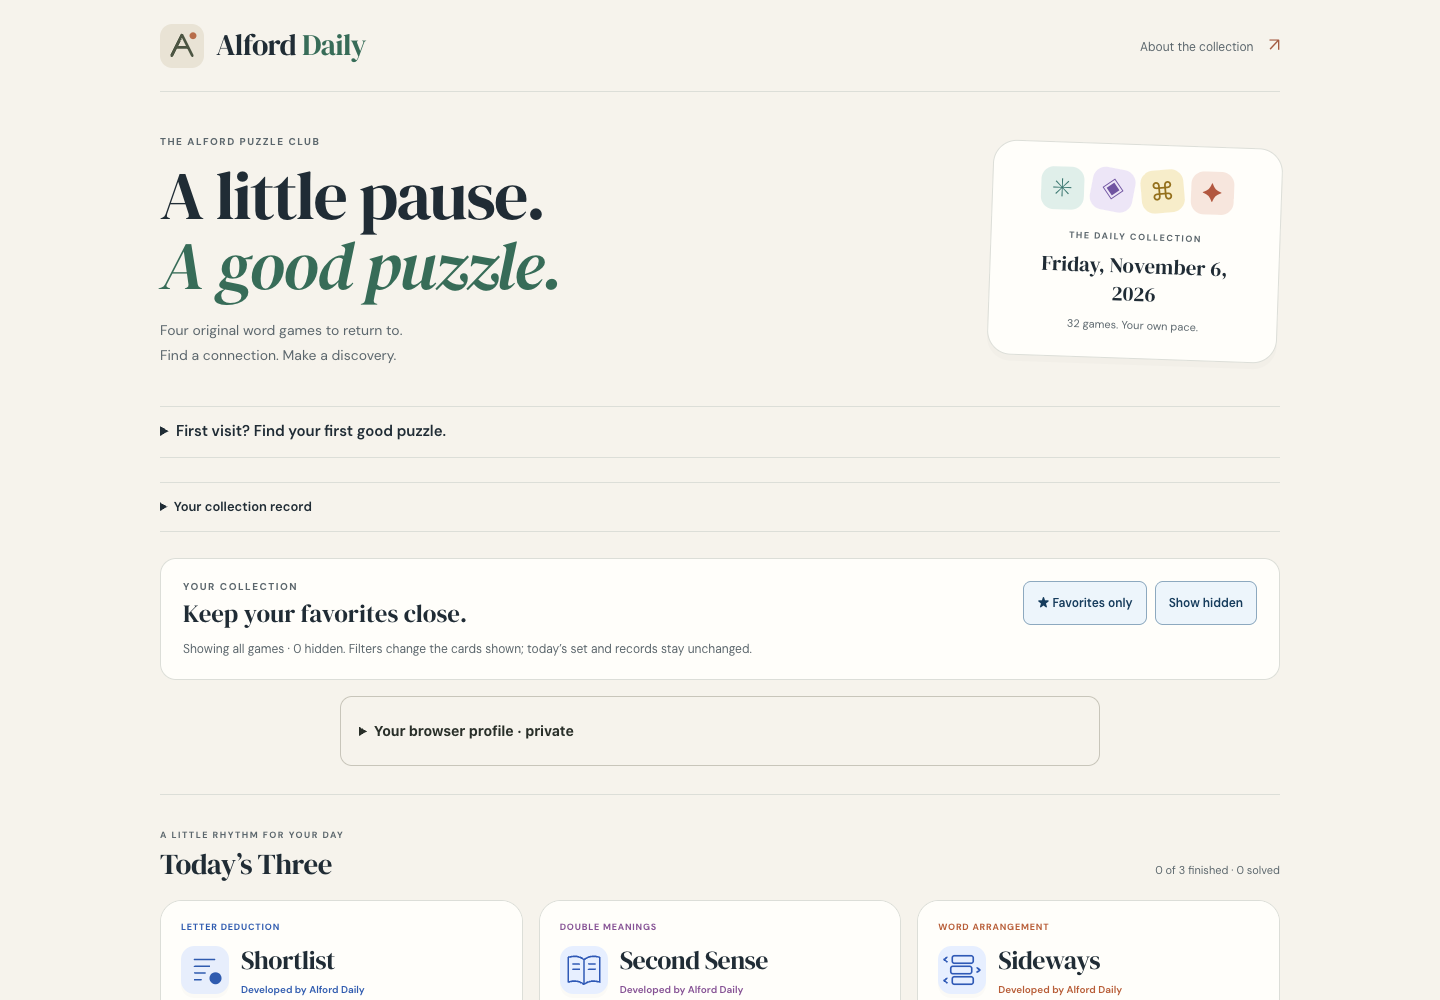 Alford Daily
About the collection
THE ALFORD PUZZLE CLUB
A little pause.
A good puzzle.
Four original word games to return to.
Find a connection. Make a discovery.
THE DAILY COLLECTION
Friday, November 6,
2026
32 games. Your own pace.
First visit? Find your first good puzzle.
Your collection record
YOUR COLLECTION
Keep your favorites close.
★ Favorites only
Show hidden
Showing all games · 0 hidden. Filters change the cards shown; today’s set and records stay unchanged.
Your browser profile · private
A LITTLE RHYTHM FOR YOUR DAY
Today’s Three
0 of 3 finished · 0 solved
LETTER DEDUCTION
Shortlist
Developed by Alford Daily
DOUBLE MEANINGS
Second Sense
Developed by Alford Daily
WORD ARRANGEMENT
Sideways
Developed by Alford Daily